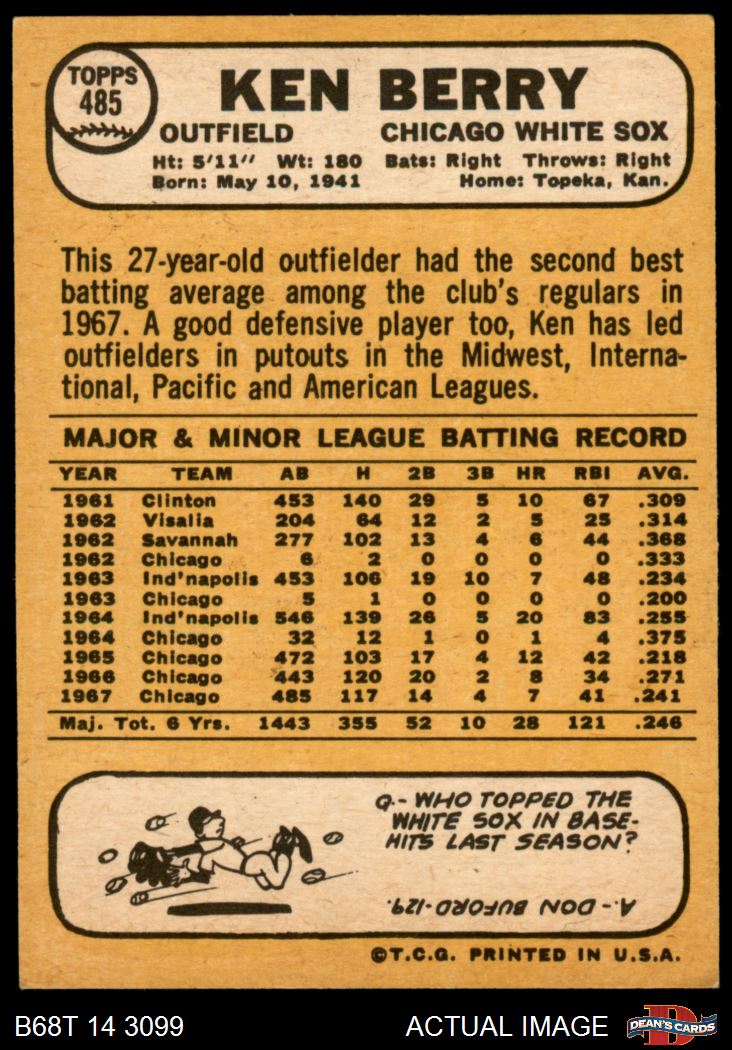 TOPPS
485
KEN BERRY
OUTFIELD CHICAGO WHITE SOX
Ht: 5'11" Wt: 180 Bats: Right Throws: Right
Born: May 10, 1941 Home: Topeka, Kan.
This 27-year-old outfielder had the second best
batting average among the club's regulars in
1967. A good defensive player too, Ken has led
outfielders in putouts in the Midwest, Interna-
tional, Pacific and American Leagues.
MAJOR & MINOR LEAGUE BATTING RECORD
YEAR TEAM AB H 2B 3B HR RBI AVG.
1961 Clinton 453 140 29 5 10 67 .309
1962 Visalia 204 64 12 2 5 25 .314
1962 Savannah 277 102 13 4 6 44 .368
1962 Chicago 6 2 0 0 0 0 .333
1963 Ind'napolis 453 106 19 10 7 48 .234
1963 Chicago 5 1 0 0 0 0 .200
1964 Ind'napolis 546 139 26 5 20 83 .255
1964 Chicago 32 12 1 0 1 4 .375
1965 Chicago 472 103 17 4 12 42 .218
1966 Chicago 443 120 20 2 8 34 .271
1967 Chicago 485 117 14 4 7 41 .241
Maj. Tot. 6 Yrs. 1443 355 52 10 28 121 .246
Q.- WHO TOPPED THE
WHITE SOX IN BASE-
HITS LAST SEASON?
A.- DON BUFORD-129.
©T.C.G. PRINTED IN U.S.A.
B68T 14 3099 ACTUAL IMAGE D DEAN'S CARDS